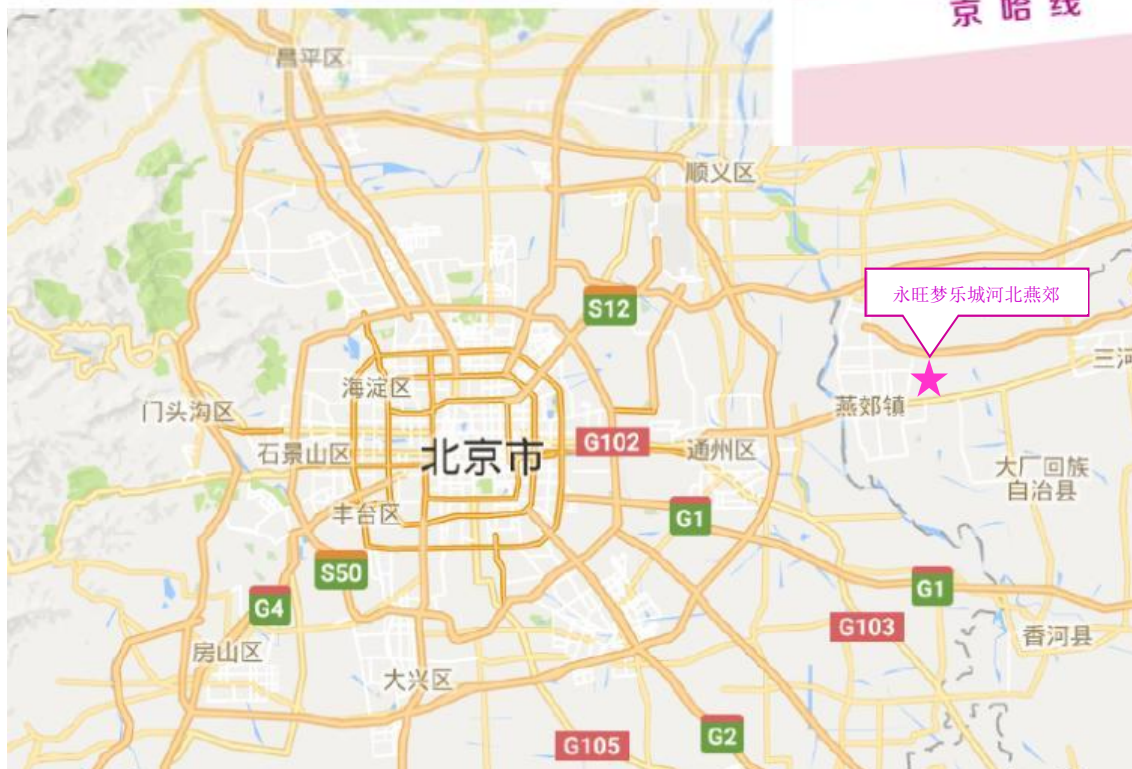 京哈线
昌平区
顺义区
永旺梦乐城河北燕郊
S12
三河
海淀区
门头沟区
燕郊镇
G102
石景山区
北京市
通州区
大厂回族
自治县
丰台区
G1
S50
G1
G4
G103
香河县
房山区
大兴区
G105
G2